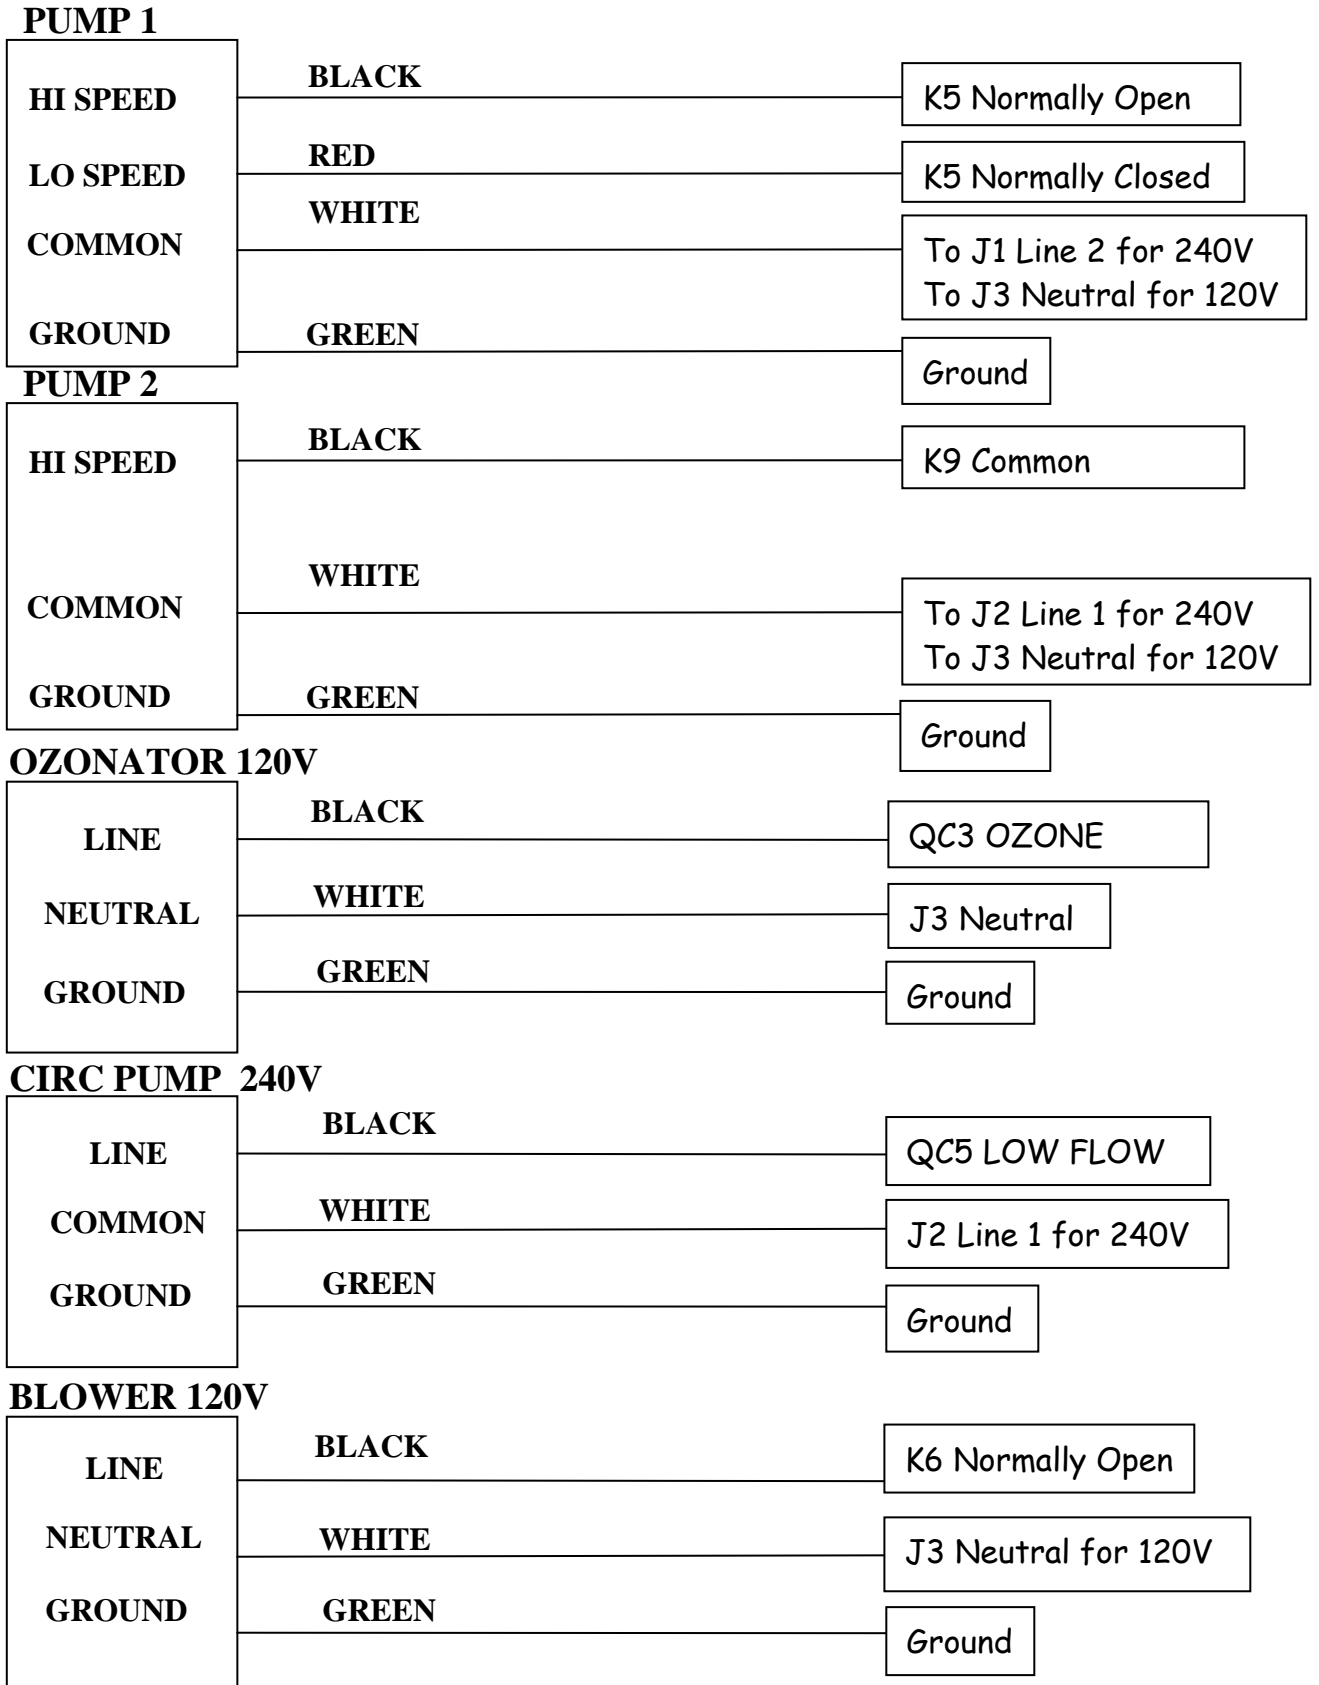 PUMP 1
HI SPEED
BLACK
K5 Normally Open
LO SPEED
RED
K5 Normally Closed
COMMON
WHITE
To J1 Line 2 for 240V
To J3 Neutral for 120V
GROUND
GREEN
Ground
PUMP 2
HI SPEED
BLACK
K9 Common
COMMON
WHITE
To J2 Line 1 for 240V
To J3 Neutral for 120V
GROUND
GREEN
Ground
OZONATOR 120V
LINE
BLACK
QC3 OZONE
NEUTRAL
WHITE
J3 Neutral
GROUND
GREEN
Ground
CIRC PUMP 240V
LINE
BLACK
QC5 LOW FLOW
COMMON
WHITE
J2 Line 1 for 240V
GROUND
GREEN
Ground
BLOWER 120V
LINE
BLACK
K6 Normally Open
NEUTRAL
WHITE
J3 Neutral for 120V
GROUND
GREEN
Ground